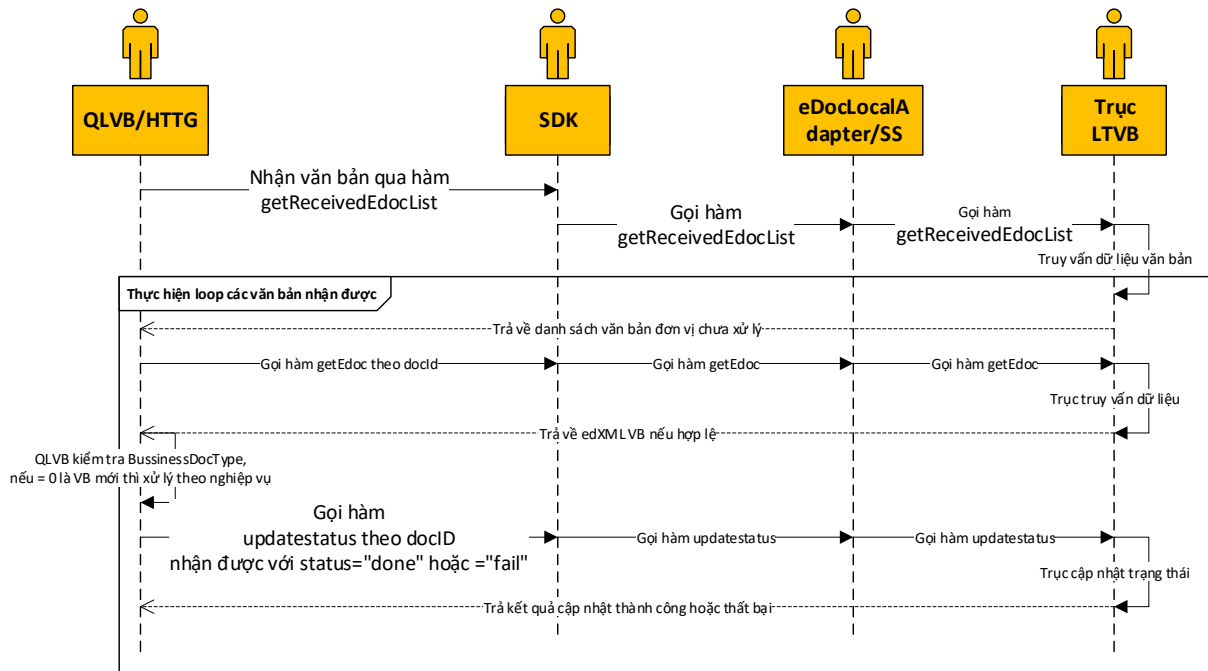 QLVB/HTTG
SDK
eDocLocalA
dapter/SS
Trục
LTVB
Nhận văn bản qua hàm
getReceivedEdocList
Gọi hàm
getReceivedEdocList
Gọi hàm
getReceivedEdocList
Truy vấn dữ liệu văn bản
Thực hiện loop các văn bản nhận được
Trả về danh sách văn bản đơn vị chưa xử lý
Gọi hàm getEdoc theo docId
Gọi hàm getEdoc
Gọi hàm getEdoc
Trục truy vấn dữ liệu
Trả về edXMLVB nếu hợp lệ
QLVB kiểm tra BussinessDocType,
nếu = 0 là VB mới thì xử lý theo nghiệp vụ
Gọi hàm
updatestatus theo docID
nhận được với status="done" hoặc ="fail"
Gọi hàm updatestatus
Gọi hàm updatestatus
Trục cập nhật trạng thái
Trả kết quả cập nhật thành công hoặc thất bại